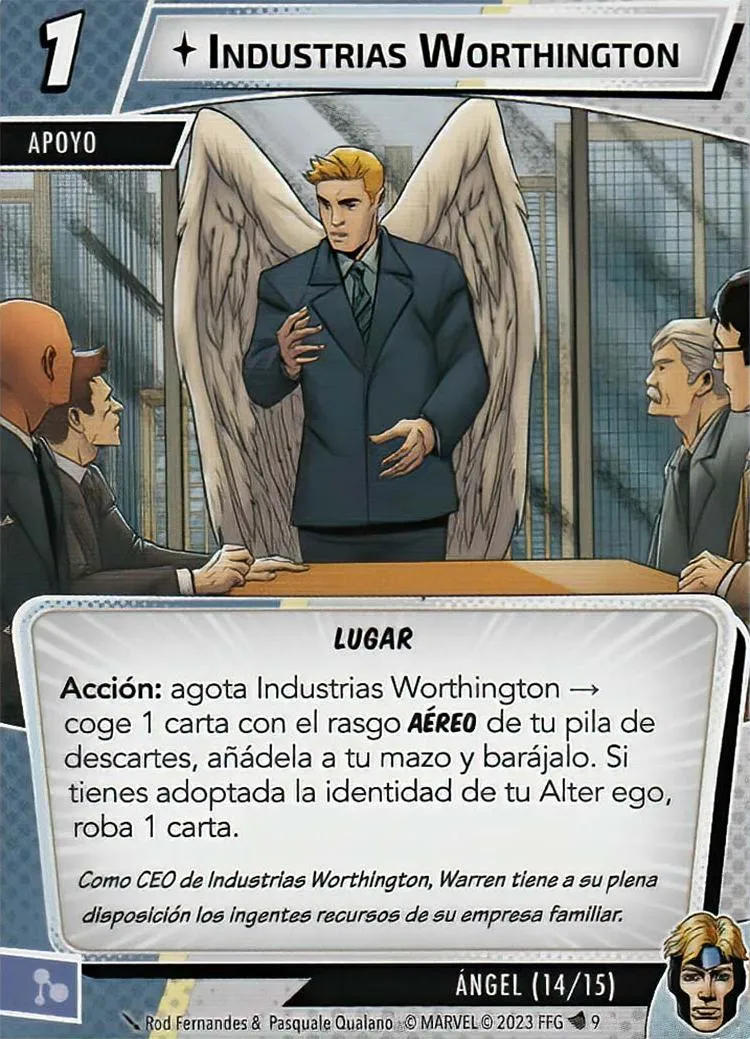 1
INDUSTRIAS WORTHINGTON
APOYO
LUGAR
Acción: agota Industrias Worthington →
coge 1 carta con el rasgo AÉREO de tu pila de
descartes, añádela a tu mazo y barájalo. Si
tienes adoptada la identidad de tu Alter ego,
roba 1 carta.
Como CEO de Industrias Worthington, Warren tiene a su plena
disposición los ingentes recursos de su empresa familiar.
ÁNGEL (14/15)
Rod Fernandes & Pasquale Qualano © MARVEL © 2023 FFG 9